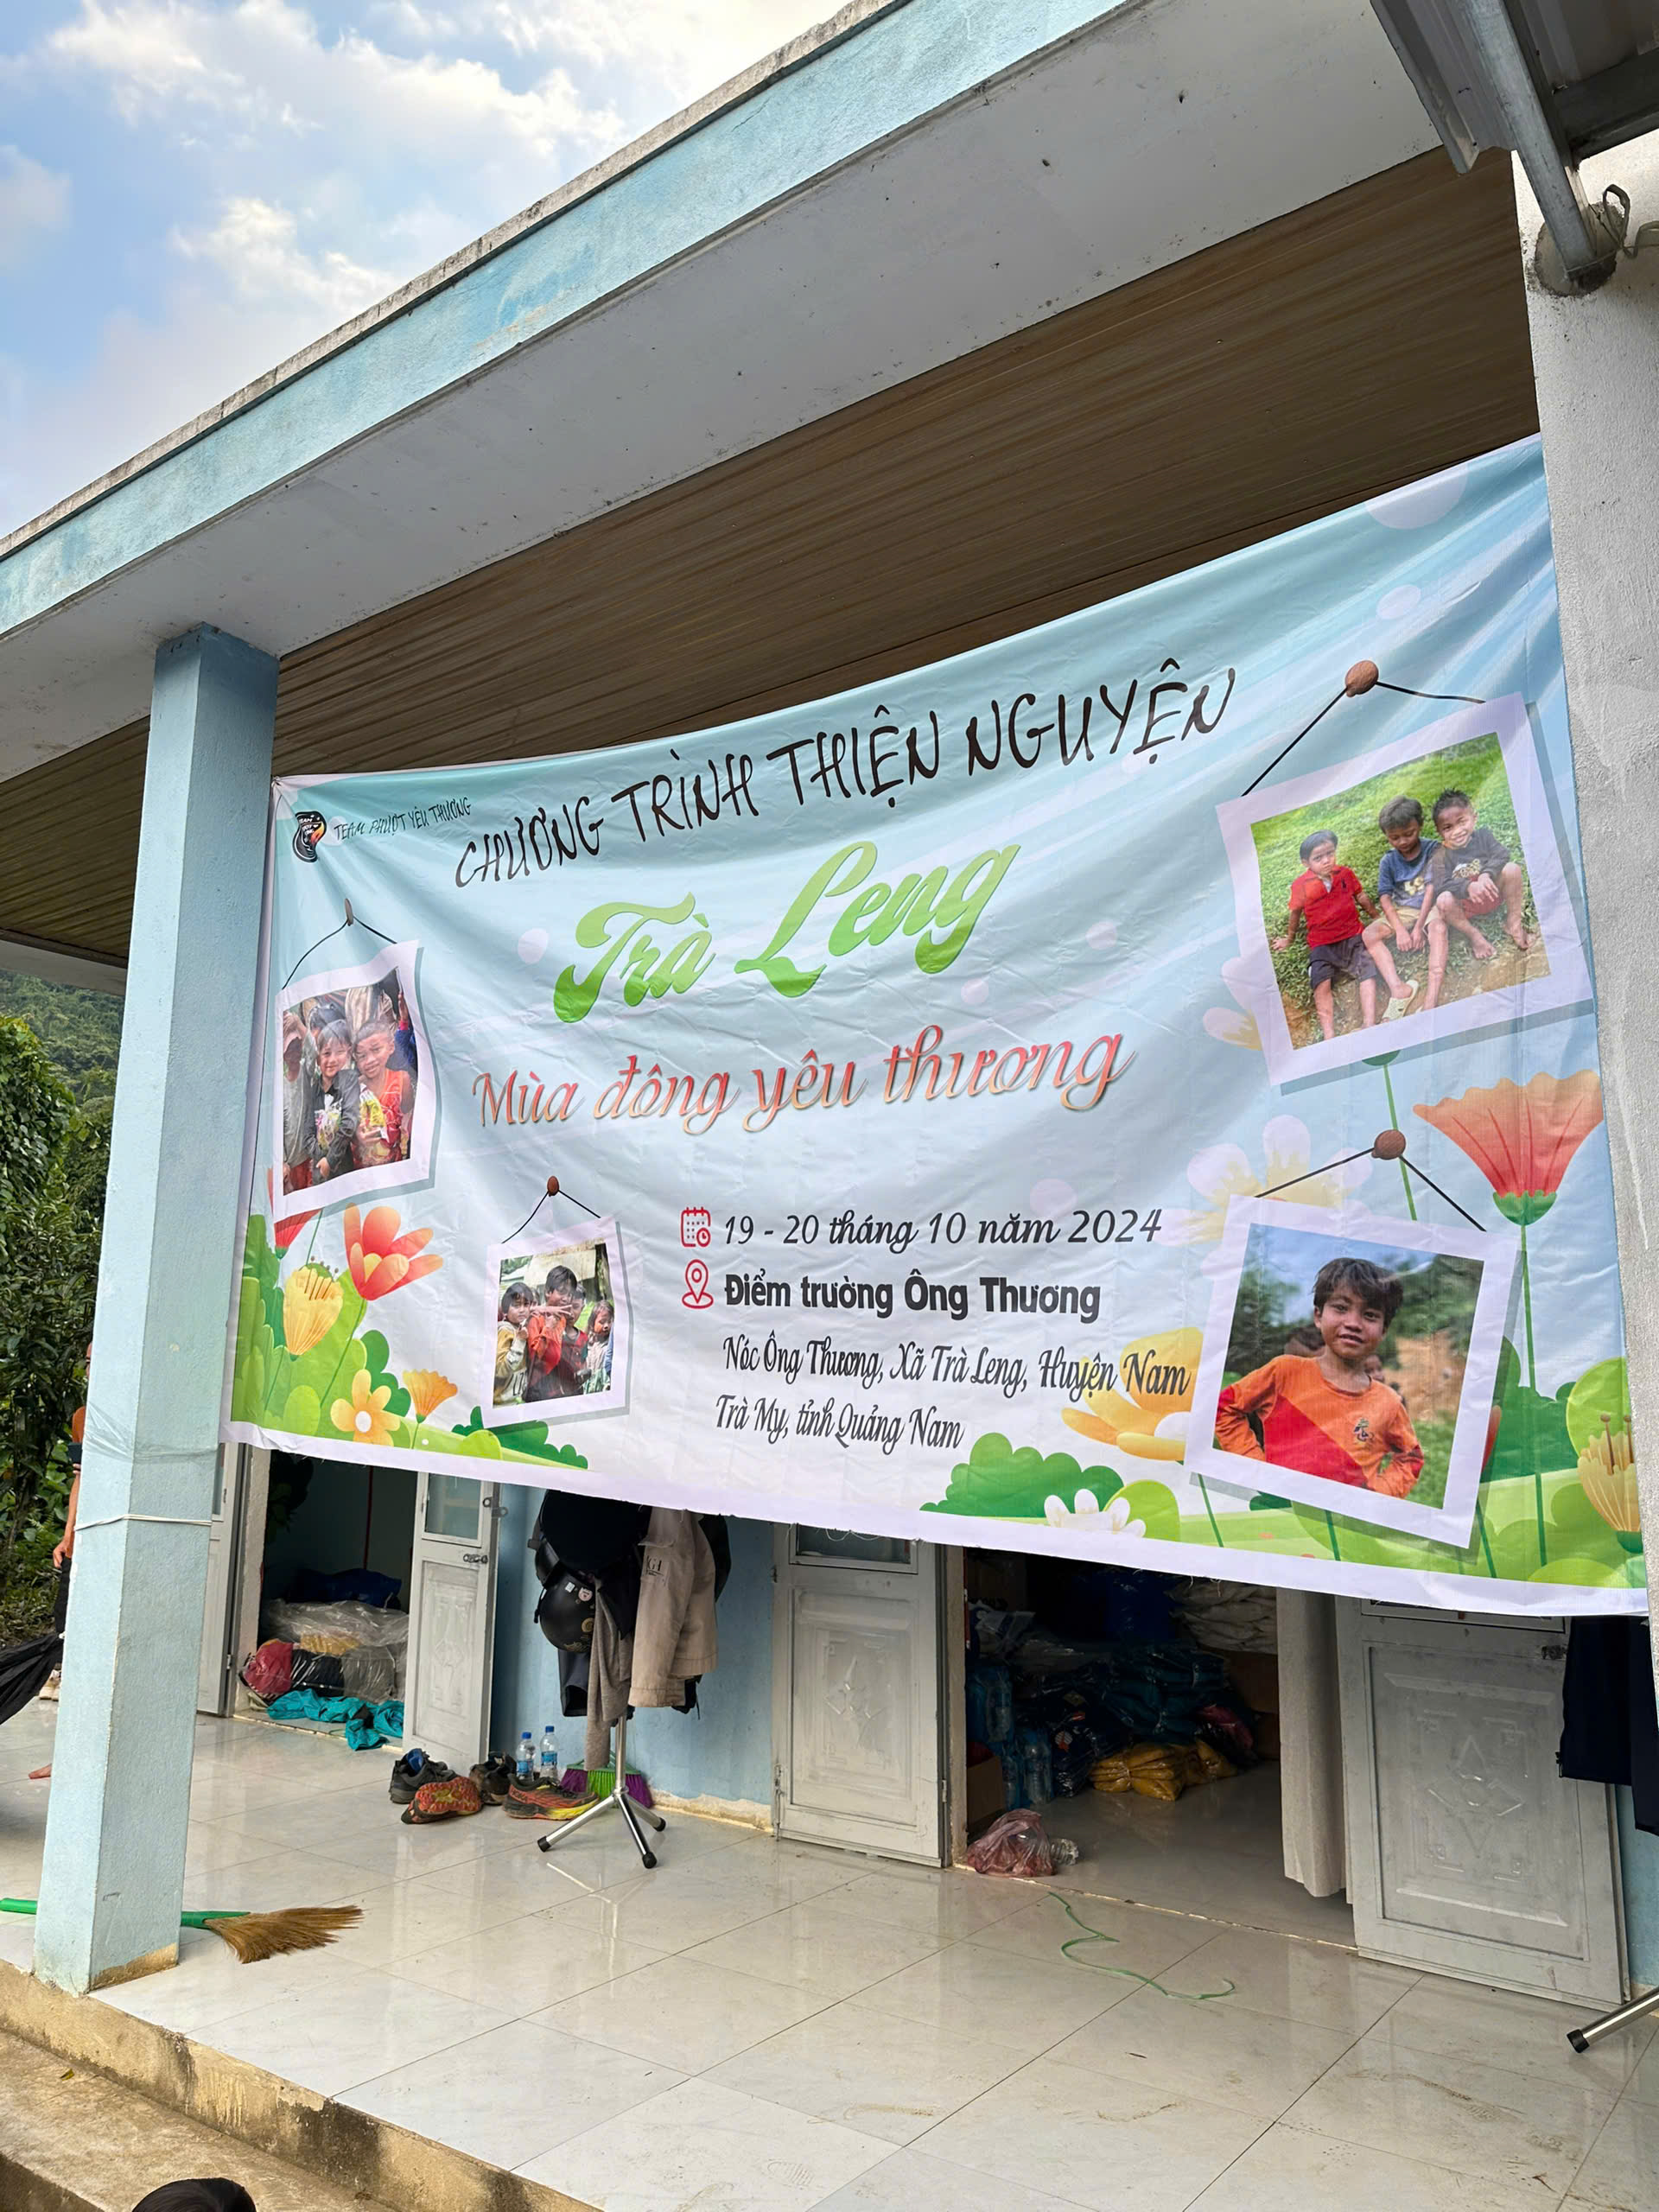 TEAM PHƯỢT YÊU THƯƠNG
CHƯƠNG TRÌNH THIỆN NGUYỆN
Trà Leng
Mùa đông yêu thương
19 - 20 tháng 10 năm 2024
Điểm trường Ông Thương
Nóc Ông Thương, Xã Trà Leng, Huyện Nam
Trà My, tỉnh Quảng Nam